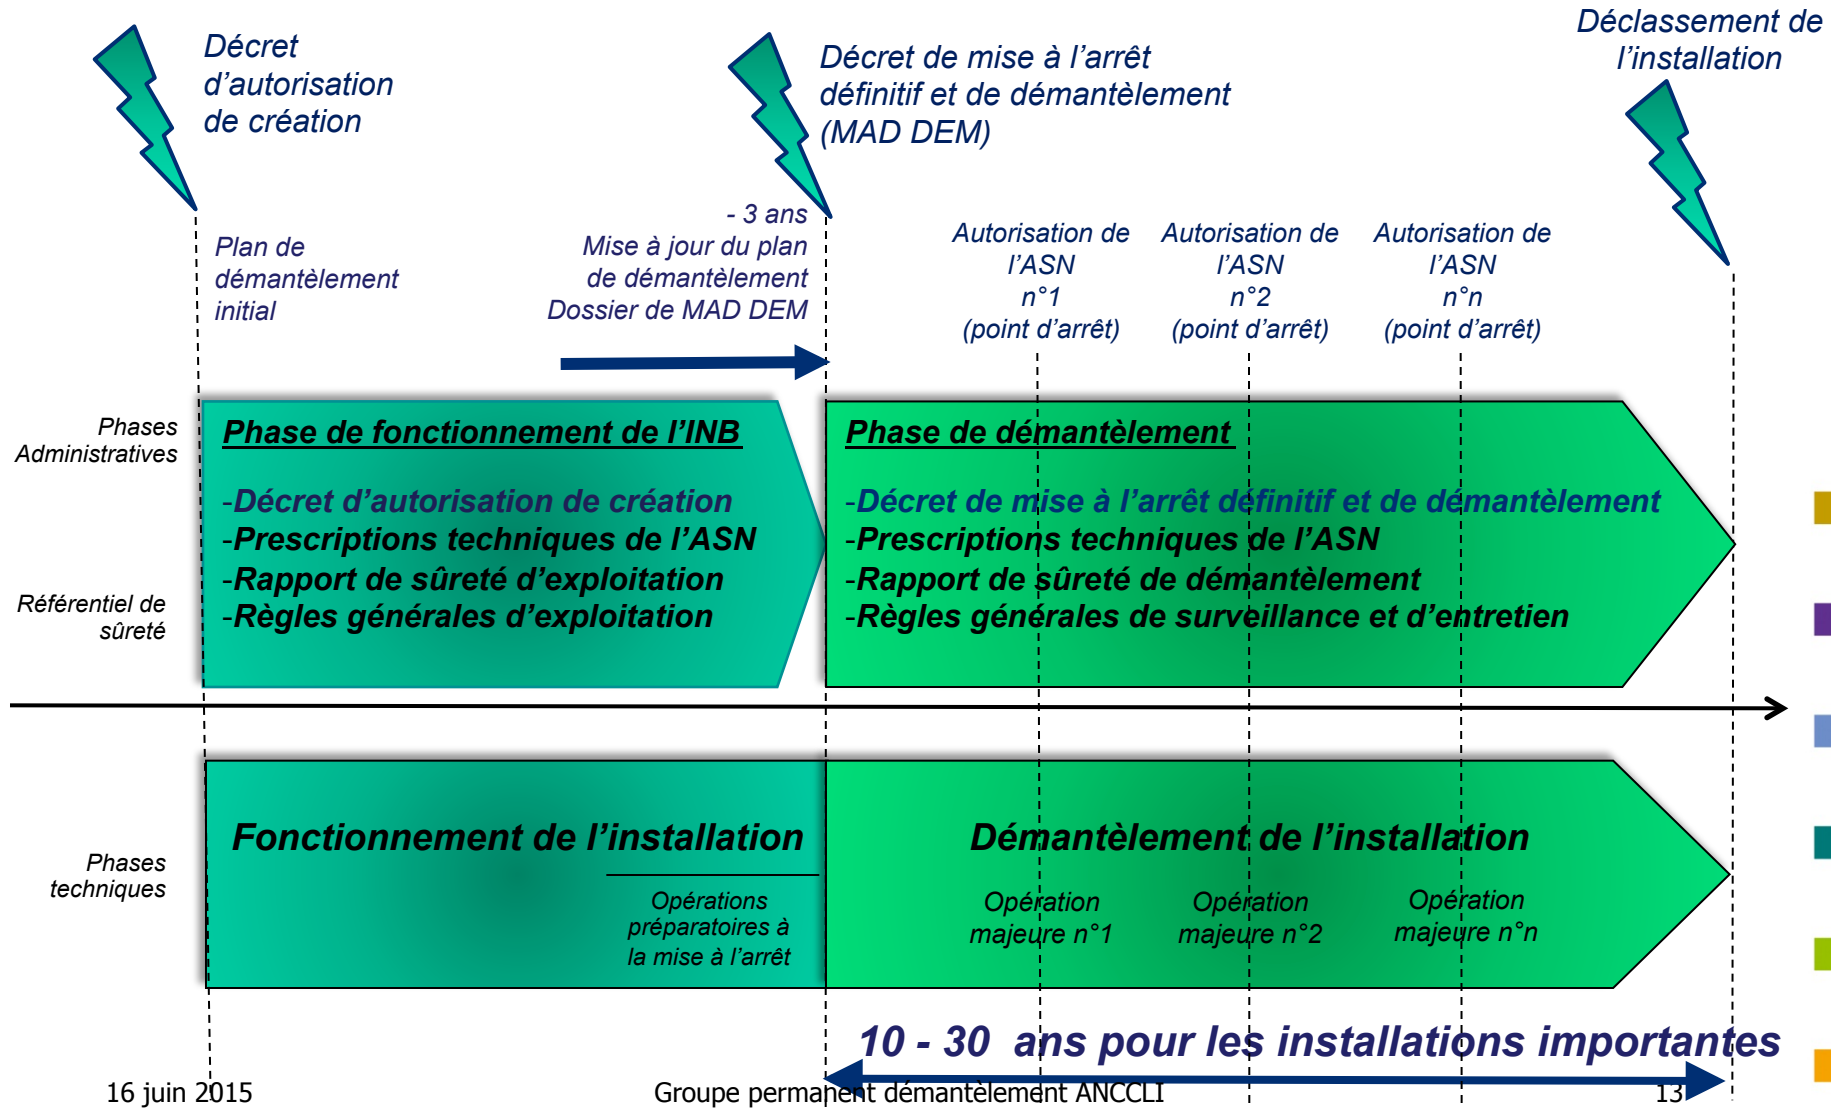 Décret
d'autorisation
de création
Décret de mise à l'arrêt
définitif et de démantèlement
(MAD DEM)
Déclassement de
l'installation
Plan de
démantèlement
initial
- 3 ans
Mise à jour du plan
de démantèlement
Dossier de MAD DEM
Autorisation de
l'ASN
n°1
(point d'arrêt)
Autorisation de
l'ASN
n°2
(point d'arrêt)
Autorisation de
l'ASN
n°n
(point d'arrêt)
Phases
Administratives
Référentiel de
sûreté
Phase de fonctionnement de l'INB
-Décret d'autorisation de création
-Prescriptions techniques de l'ASN
-Rapport de sûreté d'exploitation
-Règles générales d'exploitation
Phase de démantèlement
-Décret de mise à l'arrêt définitif et de démantèlement
-Prescriptions techniques de l'ASN
-Rapport de sûreté de démantèlement
-Règles générales de surveillance et d'entretien
Phases
techniques
Fonctionnement de l'installation
Opérations
préparatoires à
la mise à l'arrêt
Démantèlement de l'installation
Opération
majeure n°1
Opération
majeure n°2
Opération
majeure n°n
10 - 30 ans pour les installations importantes
16 juin 2015
Groupe permanent démantèlement ANCCLI
13